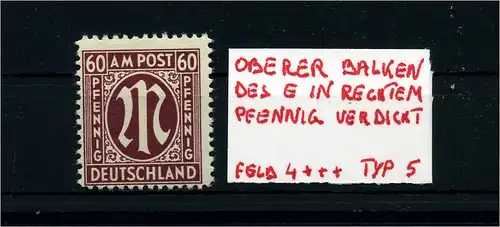 60 AM POST 60
PFENNIG M PFENNIG
DEUTSCHLAND
OBERER BALKEN
DES E IN RECHTEM
PFENNIG VERDICKT
FELD 4+++ TYP 5